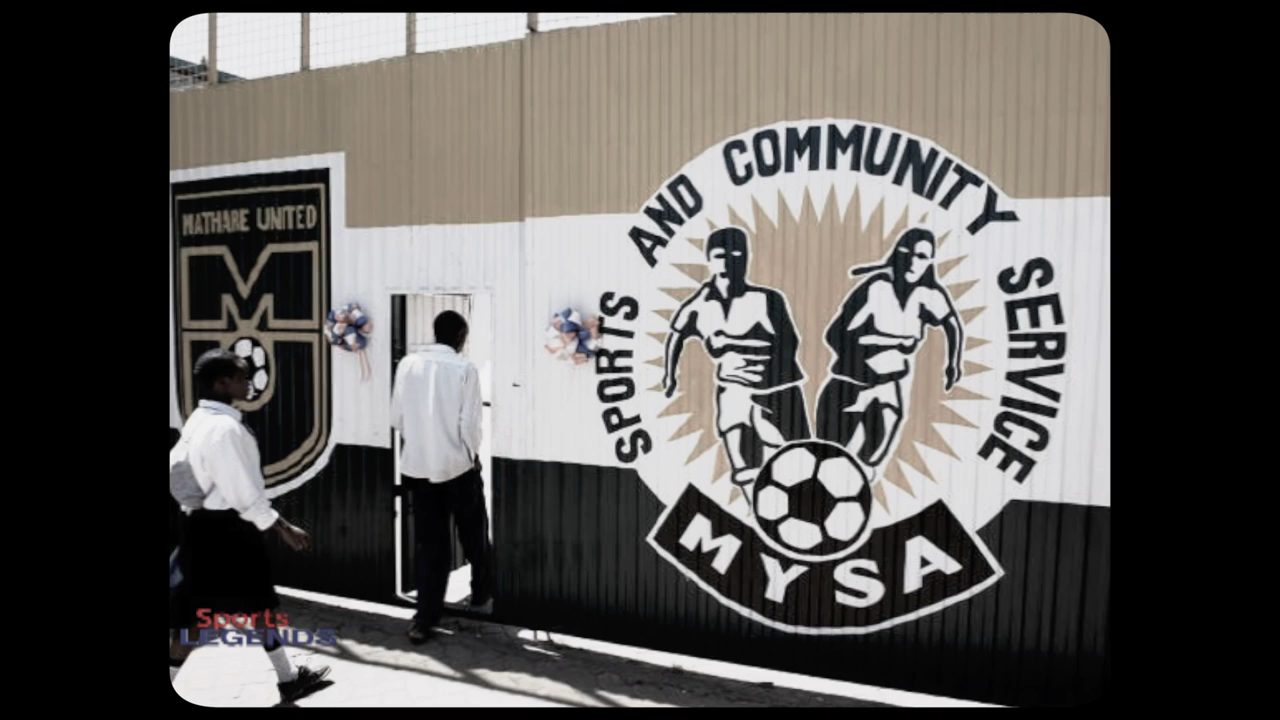 MATHARE UNITED
SPORTS AND COMMUNITY SERVICE
MYSA
Sports
LEGENDS